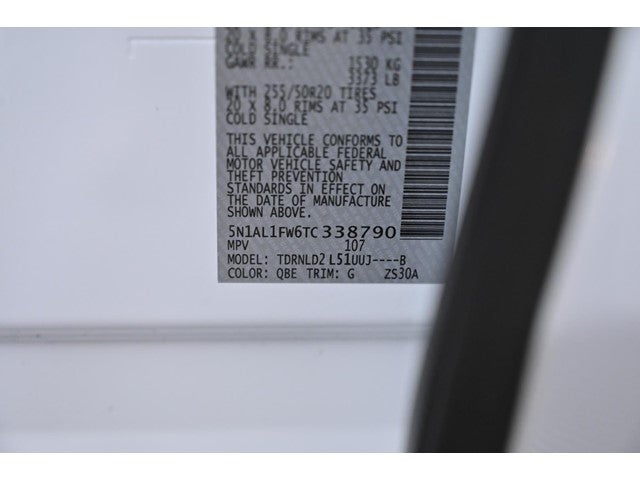 20 X 8.0 RIMS AT 35 PSI
COLD SINGLE
GAWR RR.: 1530 KG
3373 LB
WITH 255/50R20 TIRES
20 X 8.0 RIMS AT 35 PSI
COLD SINGLE
THIS VEHICLE CONFORMS TO
ALL APPLICABLE FEDERAL
MOTOR VEHICLE SAFETY AND
THEFT PREVENTION
STANDARDS IN EFFECT ON
THE DATE OF MANUFACTURE
SHOWN ABOVE.
5N1AL1FW6TC338790
MPV 107
MODEL: TDRNLD2 L51UUJ----B
COLOR: QBE TRIM: G ZS30A